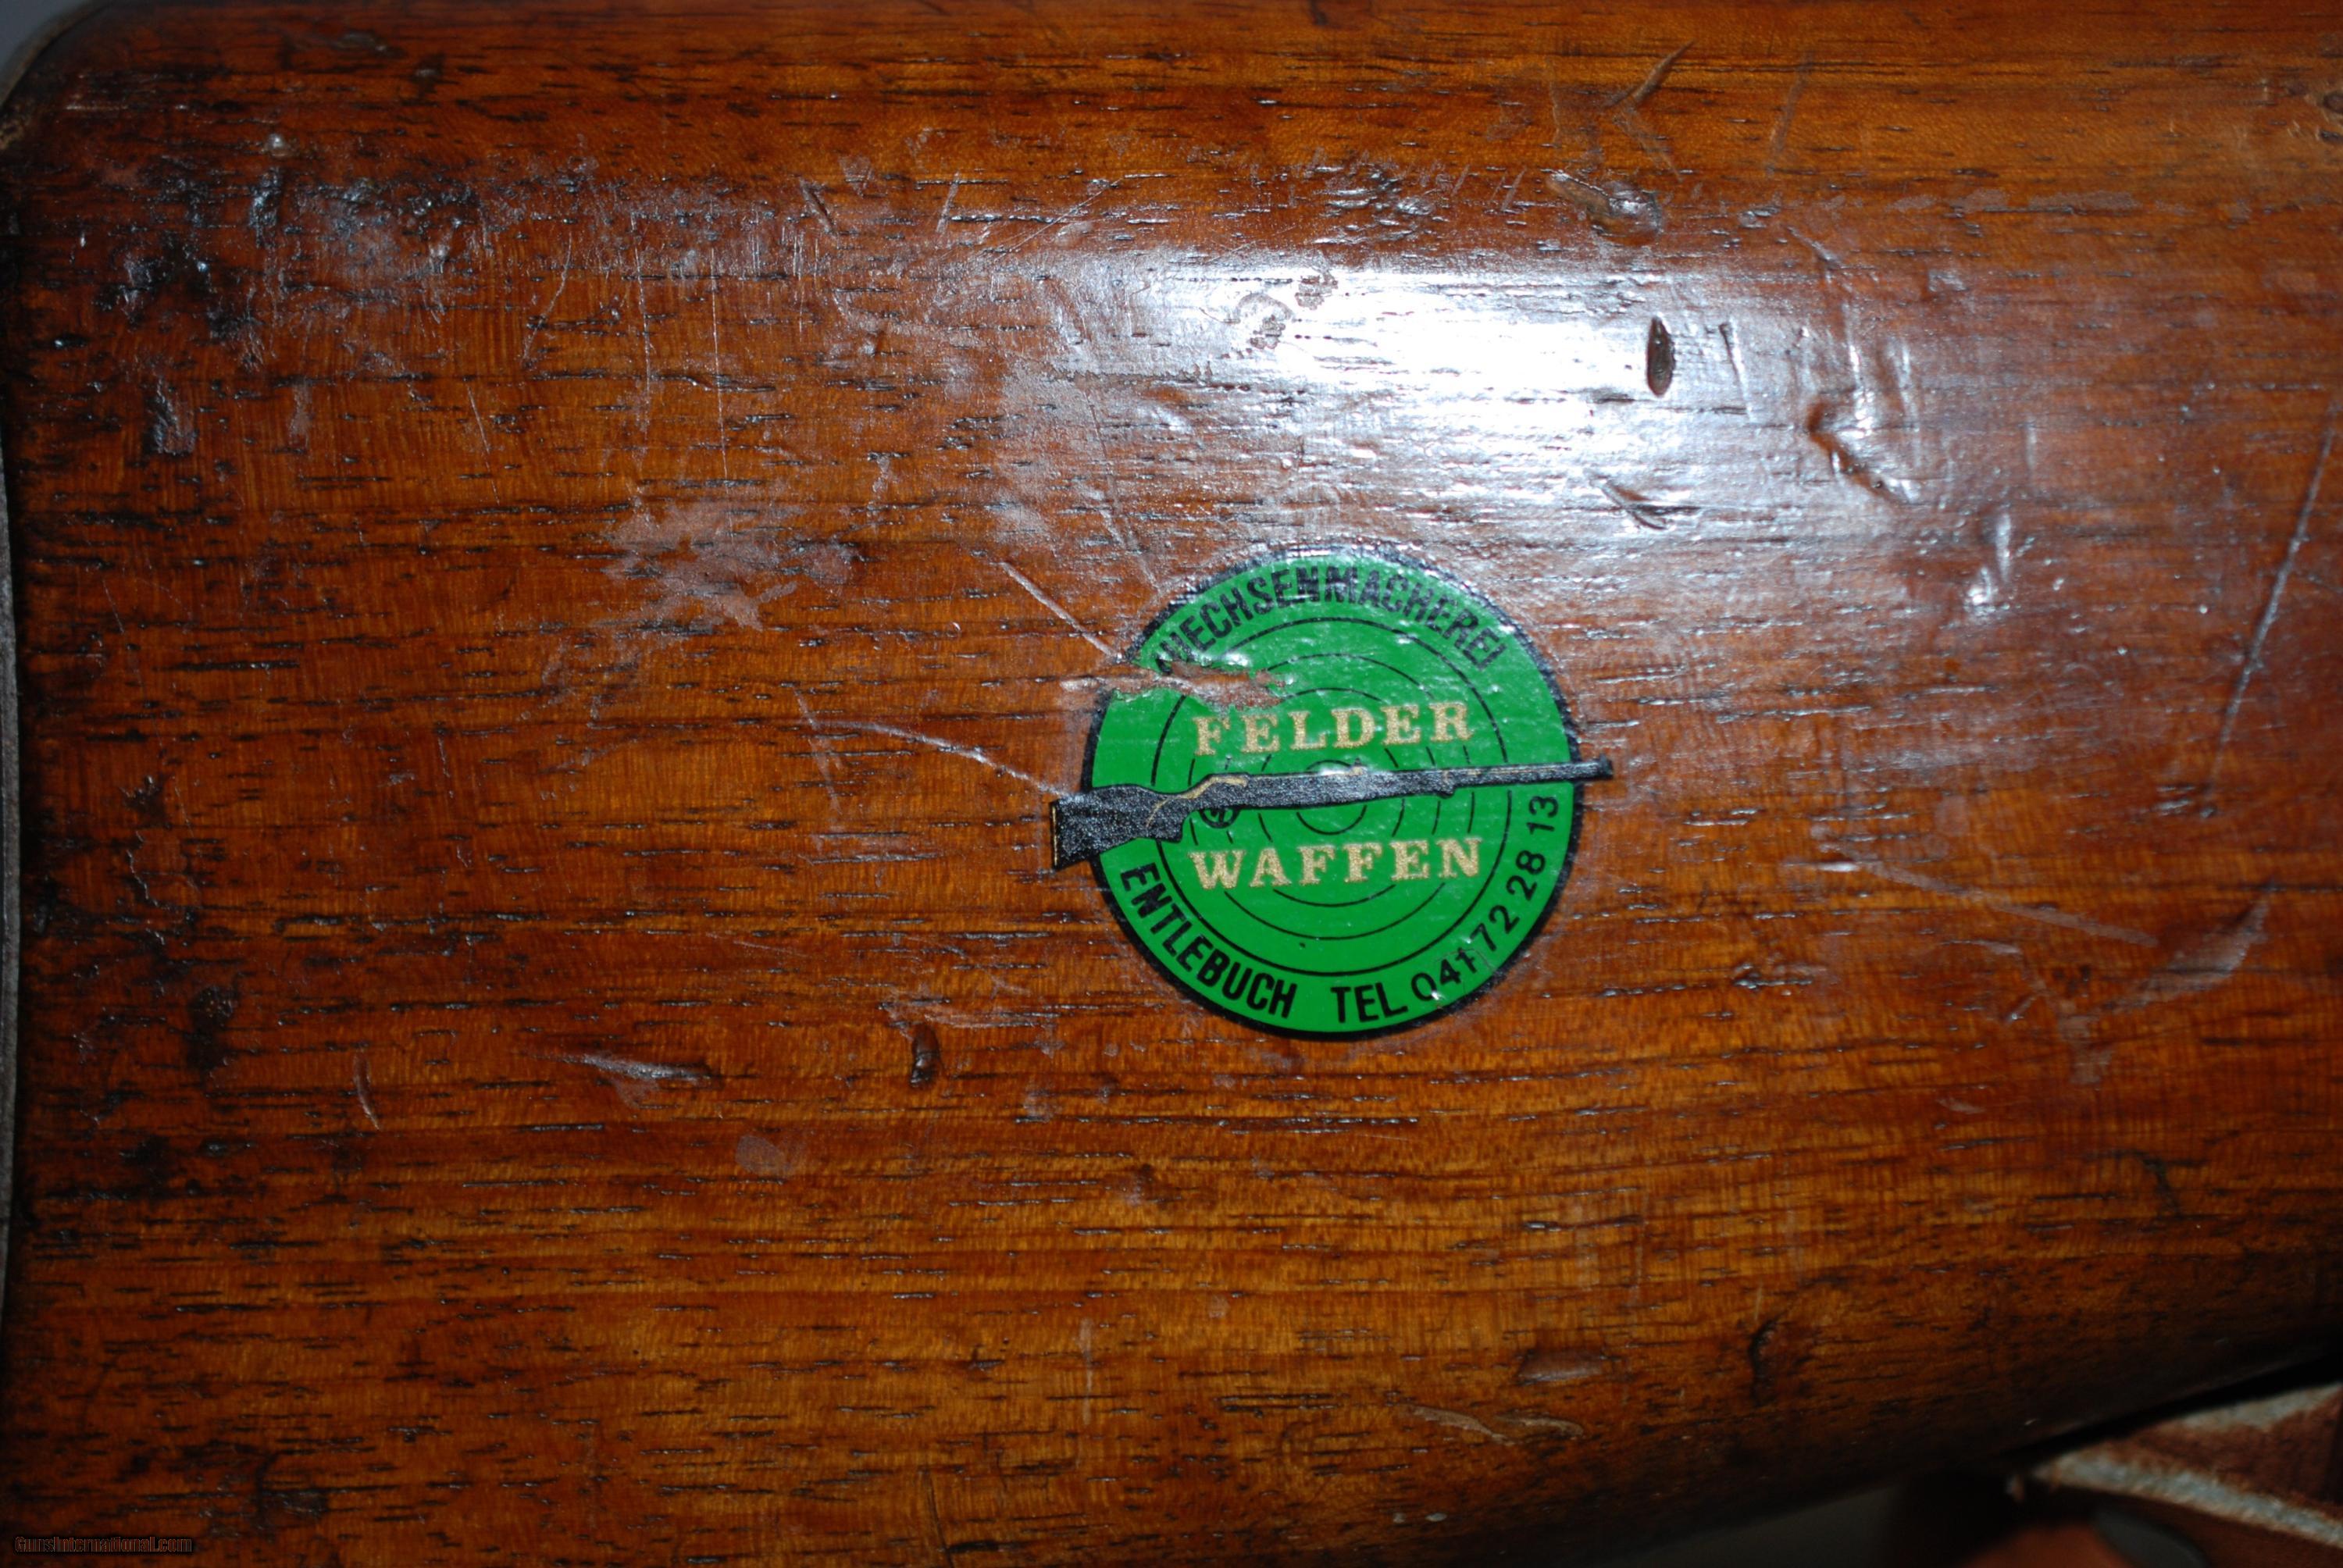 FELDER
WAFFEN
ENTLEBUCH TEL 041 72 28 13
GunsInternational.com